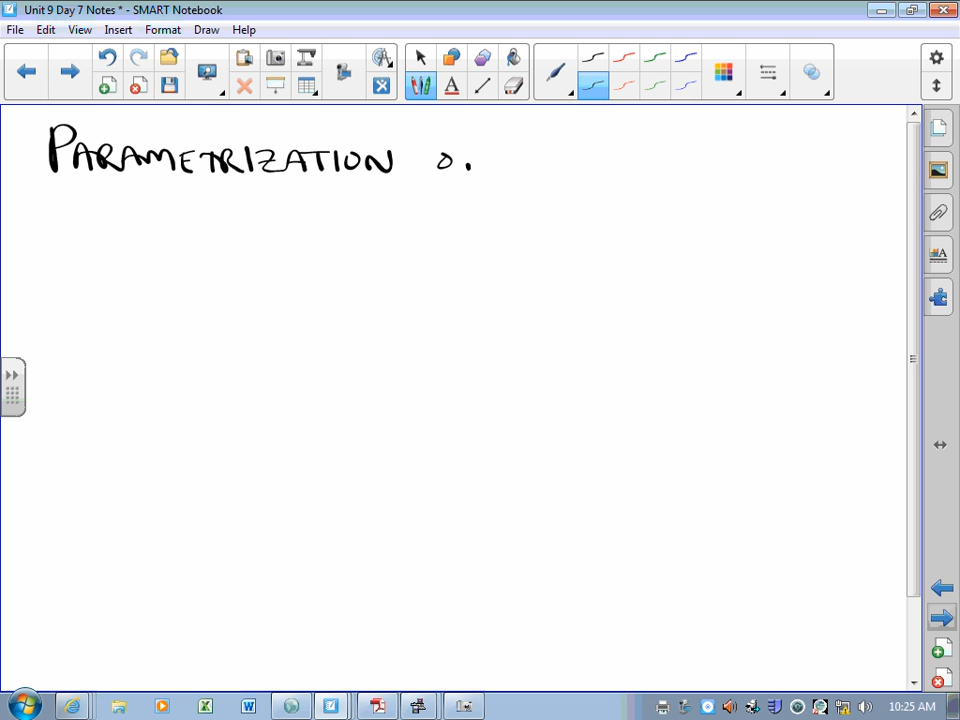 Unit 9 Day 7 Notes * - SMART Notebook
File Edit View Insert Format Draw Help
PARAMETRIZATION o.
10:25 AM